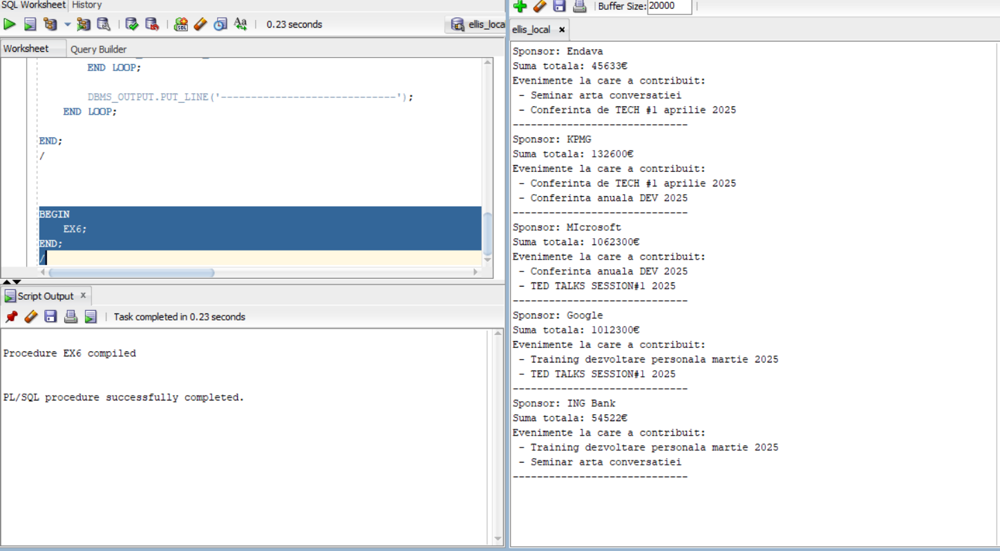 SQL Worksheet History
0.23 seconds
ellis_loca
Worksheet Query Builder
END LOOP;
DBMS_OUTPUT.PUT_LINE('-----------------------------');
END LOOP;
END;
/
BEGIN
EX6;
END;
/
Script Output x
Task completed in 0.23 seconds
Procedure EX6 compiled
PL/SQL procedure successfully completed.
Buffer Size: 20000
ellis_local x
Sponsor: Endava
Suma totala: 45633€
Evenimente la care a contribuit:
- Seminar arta conversatiei
- Conferinta de TECH #1 aprilie 2025
-----------------------------
Sponsor: KPMG
Suma totala: 132600€
Evenimente la care a contribuit:
- Conferinta de TECH #1 aprilie 2025
- Conferinta anuala DEV 2025
-----------------------------
Sponsor: MIcrosoft
Suma totala: 1062300€
Evenimente la care a contribuit:
- Conferinta anuala DEV 2025
- TED TALKS SESSION#1 2025
-----------------------------
Sponsor: Google
Suma totala: 1012300€
Evenimente la care a contribuit:
- Training dezvoltare personala martie 2025
- TED TALKS SESSION#1 2025
-----------------------------
Sponsor: ING Bank
Suma totala: 54522€
Evenimente la care a contribuit:
- Training dezvoltare personala martie 2025
- Seminar arta conversatiei
-----------------------------